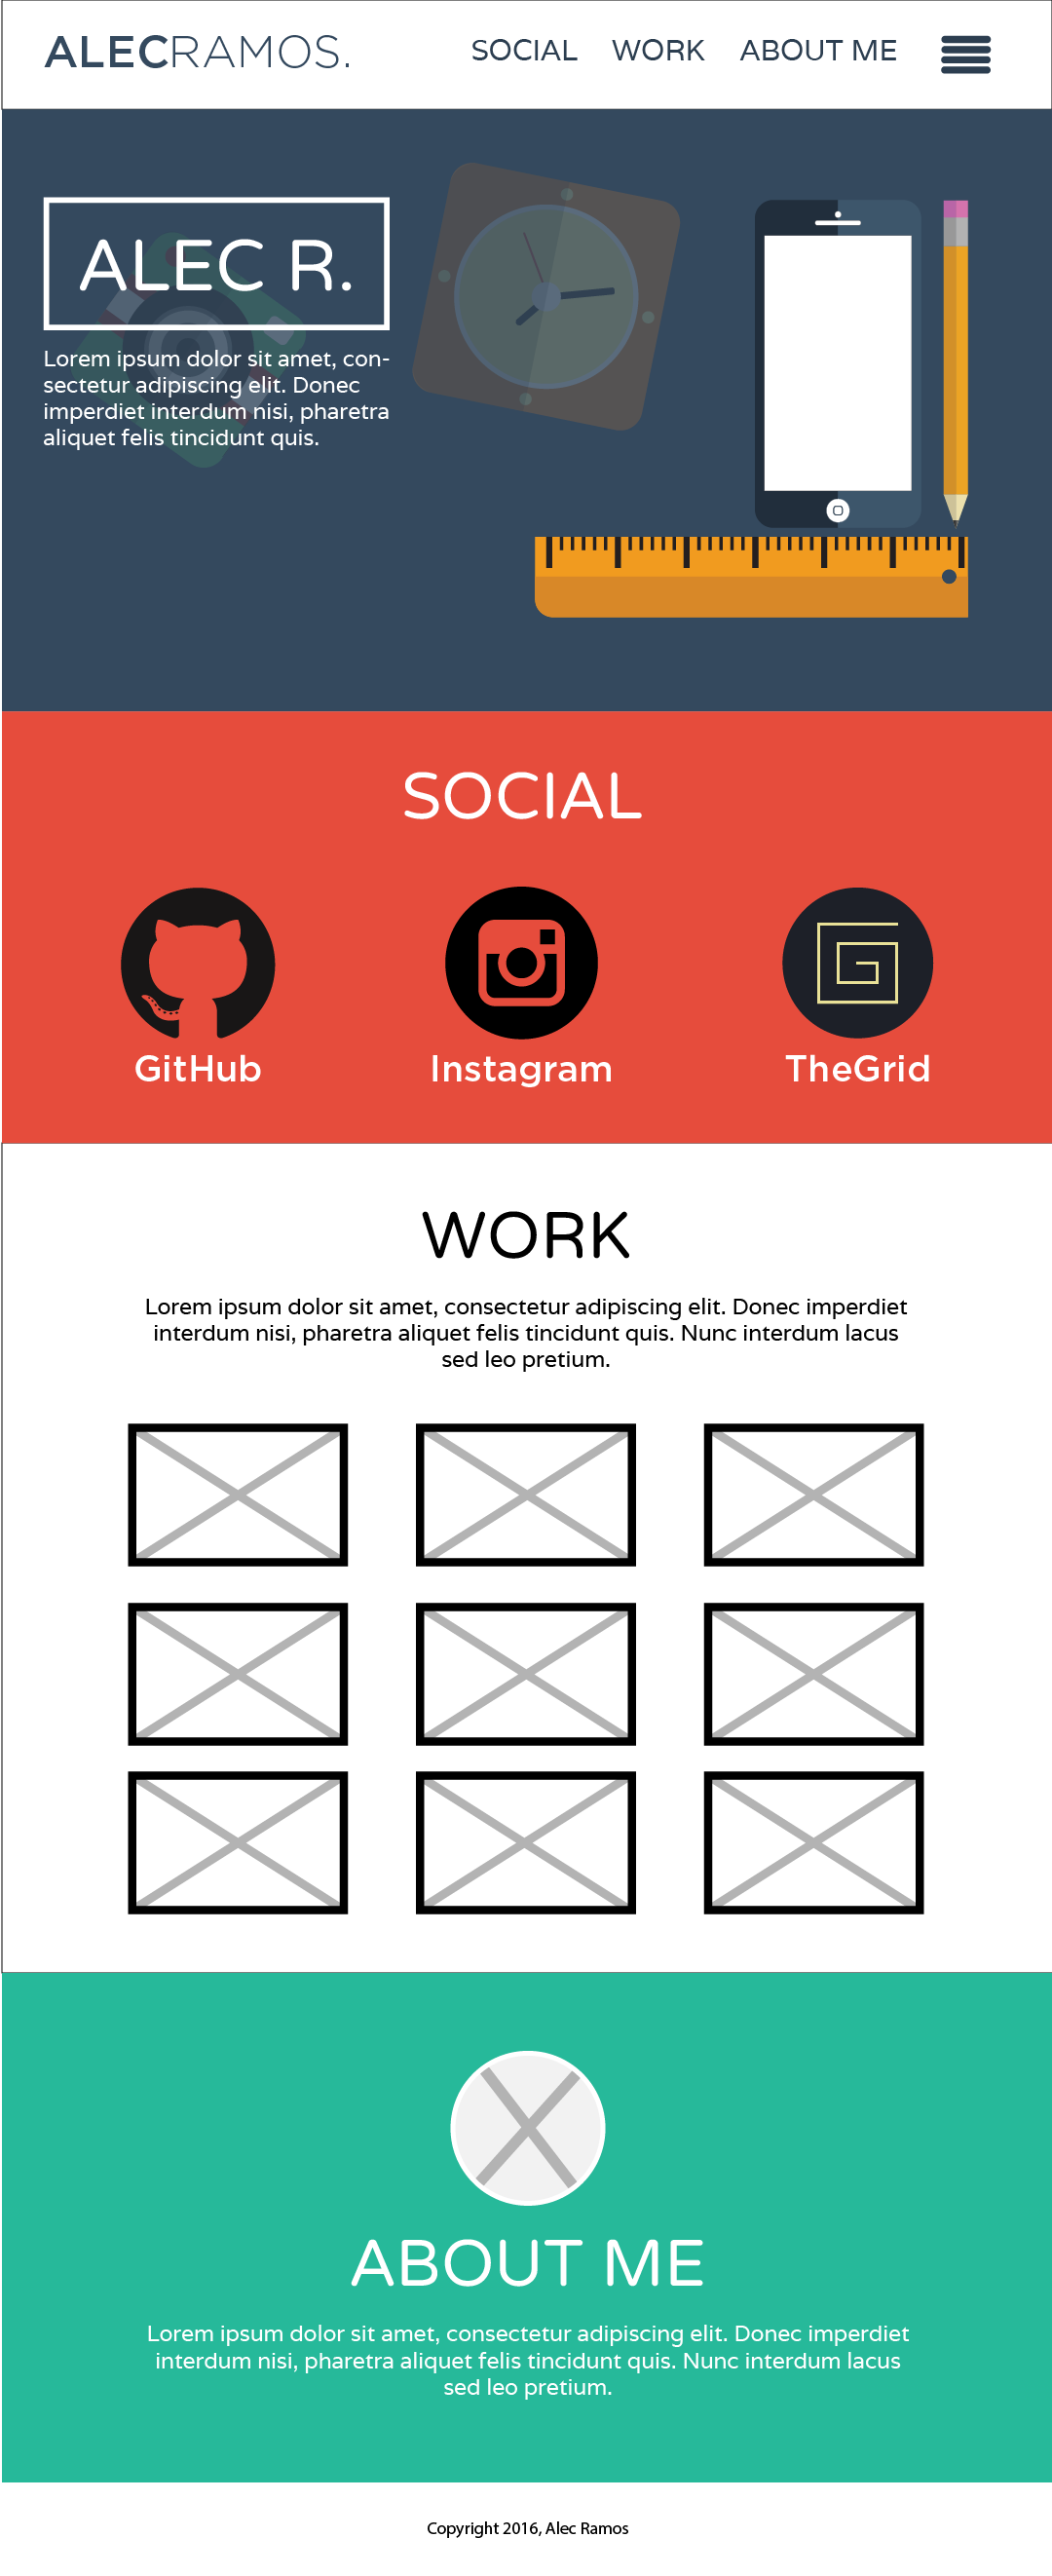 ALECRAMOS.
SOCIAL WORK ABOUT ME
ALEC R.
Lorem ipsum dolor sit amet, con-
sectetur adipiscing elit. Donec
imperdiet interdum nisi, pharetra
aliquet felis tincidunt quis.
SOCIAL
GitHub
Instagram
TheGrid
WORK
Lorem ipsum dolor sit amet, consectetur adipiscing elit. Donec imperdiet
interdum nisi, pharetra aliquet felis tincidunt quis. Nunc interdum lacus
sed leo pretium.
ABOUT ME
Lorem ipsum dolor sit amet, consectetur adipiscing elit. Donec imperdiet
interdum nisi, pharetra aliquet felis tincidunt quis. Nunc interdum lacus
sed leo pretium.
Copyright 2016, Alec Ramos